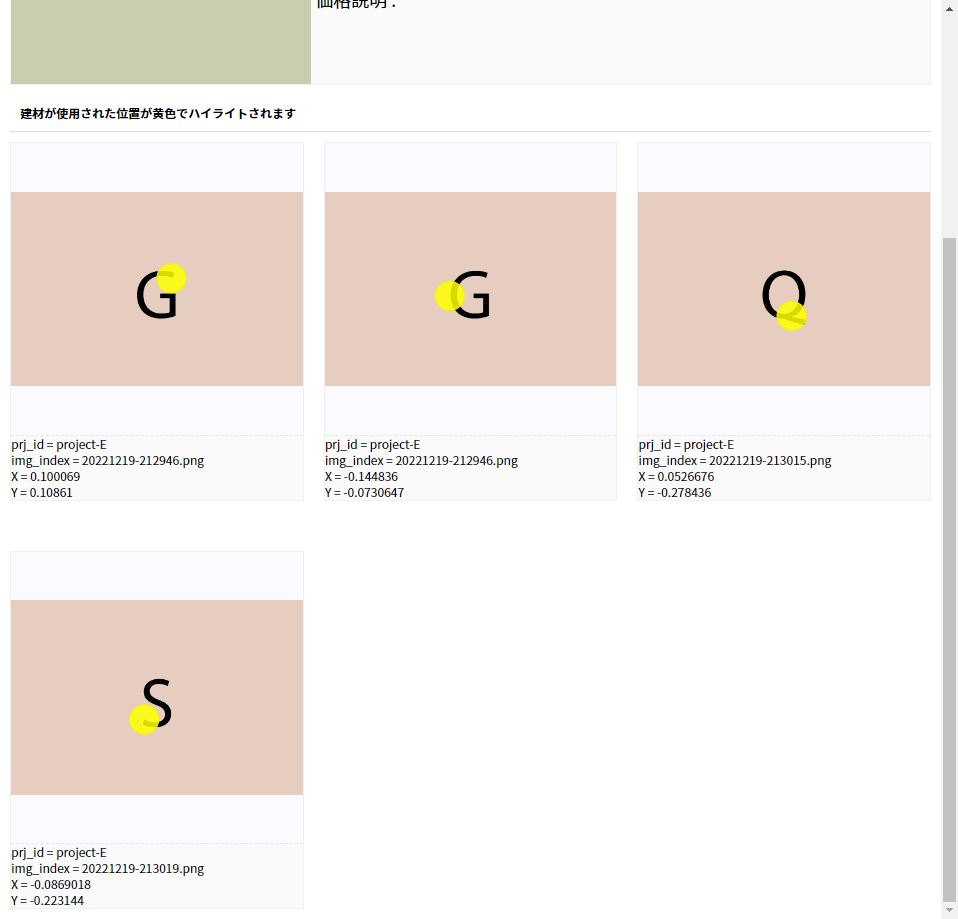 価格説明 :
建材が使用された位置が黄色でハイライトされます
G
G
Q
prj_id = project-E
img_index = 20221219-212946.png
X = 0.100069
Y = 0.10861
prj_id = project-E
img_index = 20221219-212946.png
X = -0.144836
Y = -0.0730647
prj_id = project-E
img_index = 20221219-213015.png
X = 0.0526676
Y = -0.278436
S
prj_id = project-E
img_index = 20221219-213019.png
X = -0.0869018
Y = -0.223144